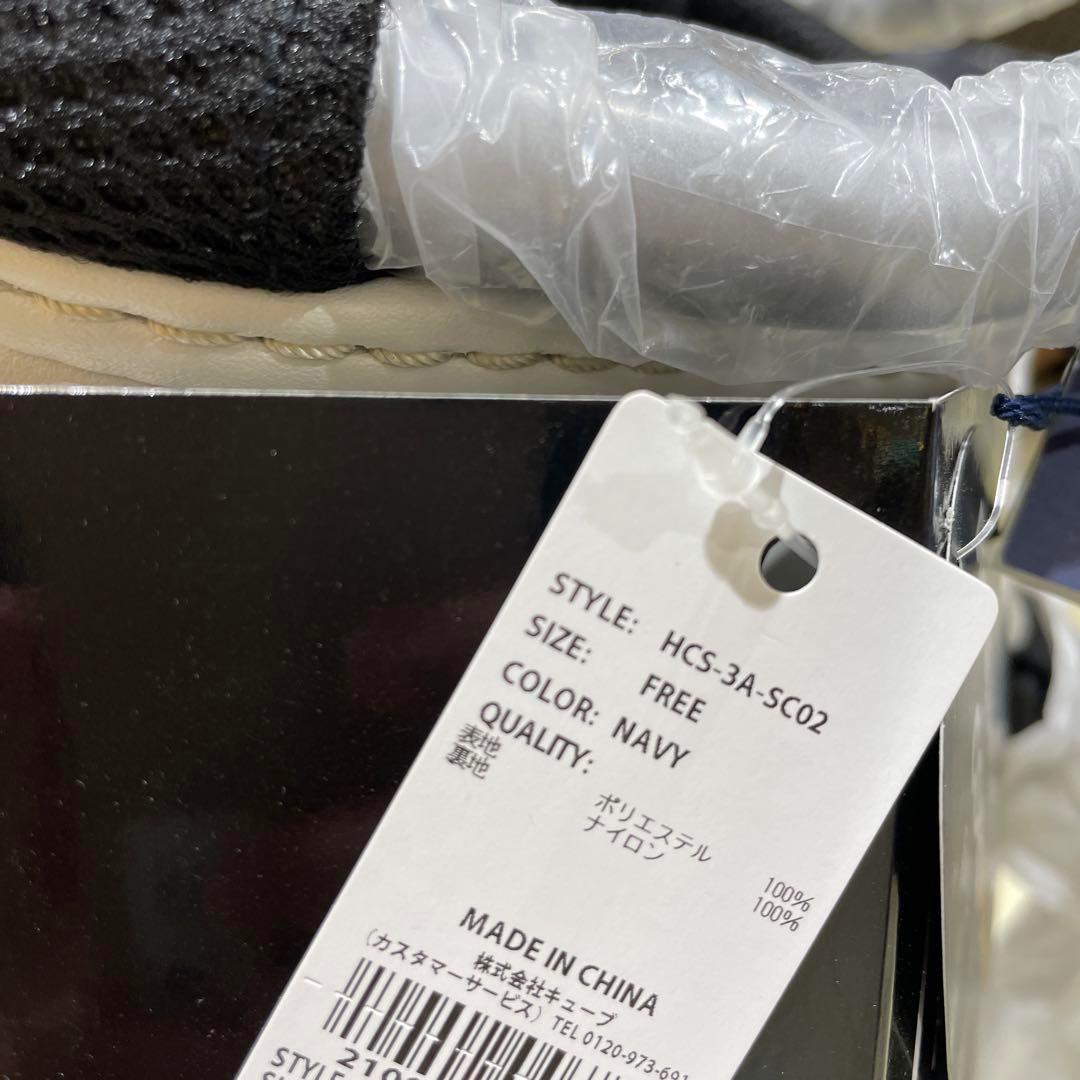 STYLE: HCS-3A-SC02
SIZE: FREE
COLOR: NAVY
QUALITY:
表地 ポリエステル 100%
裏地 ナイロン 100%
MADE IN CHINA
株式会社キューブ
(カスタマーサービス) TEL 0120-973-691
STYLE